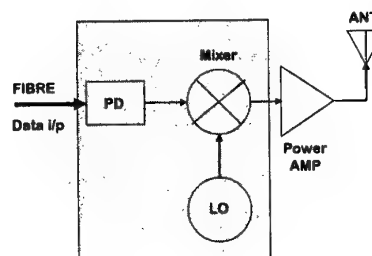 ANT
Mixer
FIBRE
PD
Data i/p
Power
AMP
LO